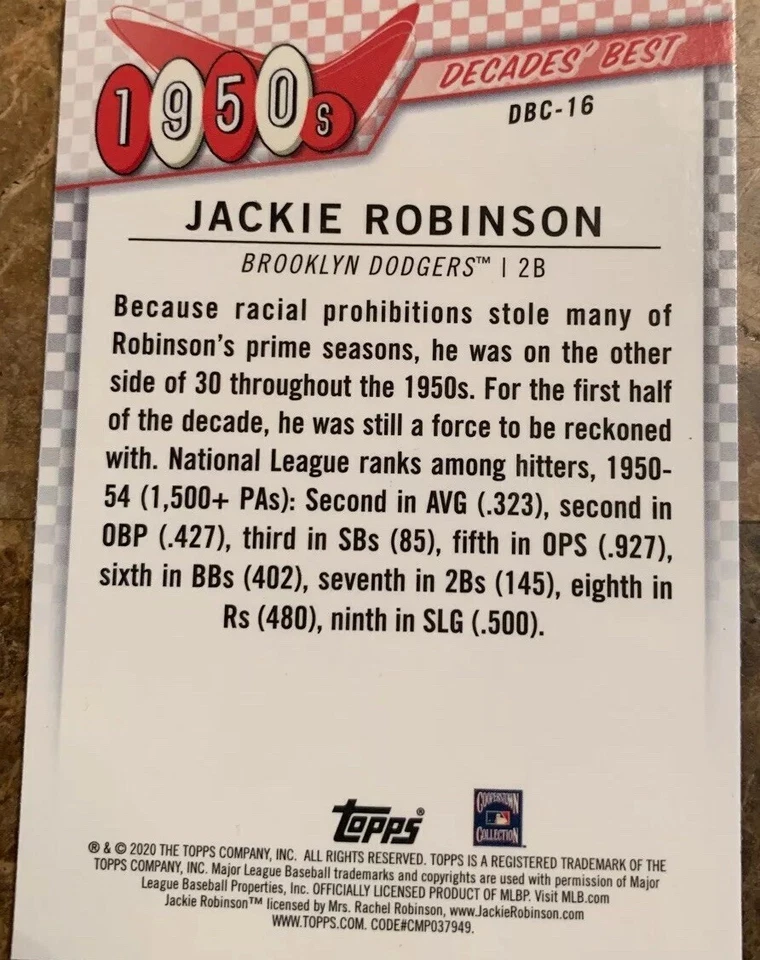 1950s
DECADES' BEST
DBC-16
JACKIE ROBINSON
BROOKLYN DODGERS™ | 2B
Because racial prohibitions stole many of
Robinson's prime seasons, he was on the other
side of 30 throughout the 1950s. For the first half
of the decade, he was still a force to be reckoned
with. National League ranks among hitters, 1950-
54 (1,500+ PAs): Second in AVG (.323), second in
OBP (.427), third in SBs (85), fifth in OPS (.927),
sixth in BBs (402), seventh in 2Bs (145), eighth in
Rs (480), ninth in SLG (.500).
topps®
COOPERSTOWN
COLLECTION
® & © 2020 THE TOPPS COMPANY, INC. ALL RIGHTS RESERVED. TOPPS IS A REGISTERED TRADEMARK OF THE
TOPPS COMPANY, INC. Major League Baseball trademarks and copyrights are used with permission of Major
League Baseball Properties, Inc. OFFICIALLY LICENSED PRODUCT OF MLBP. Visit MLB.com
Jackie Robinson™ licensed by Mrs. Rachel Robinson, www.JackieRobinson.com
WWW.TOPPS.COM. CODE#CMP037949.